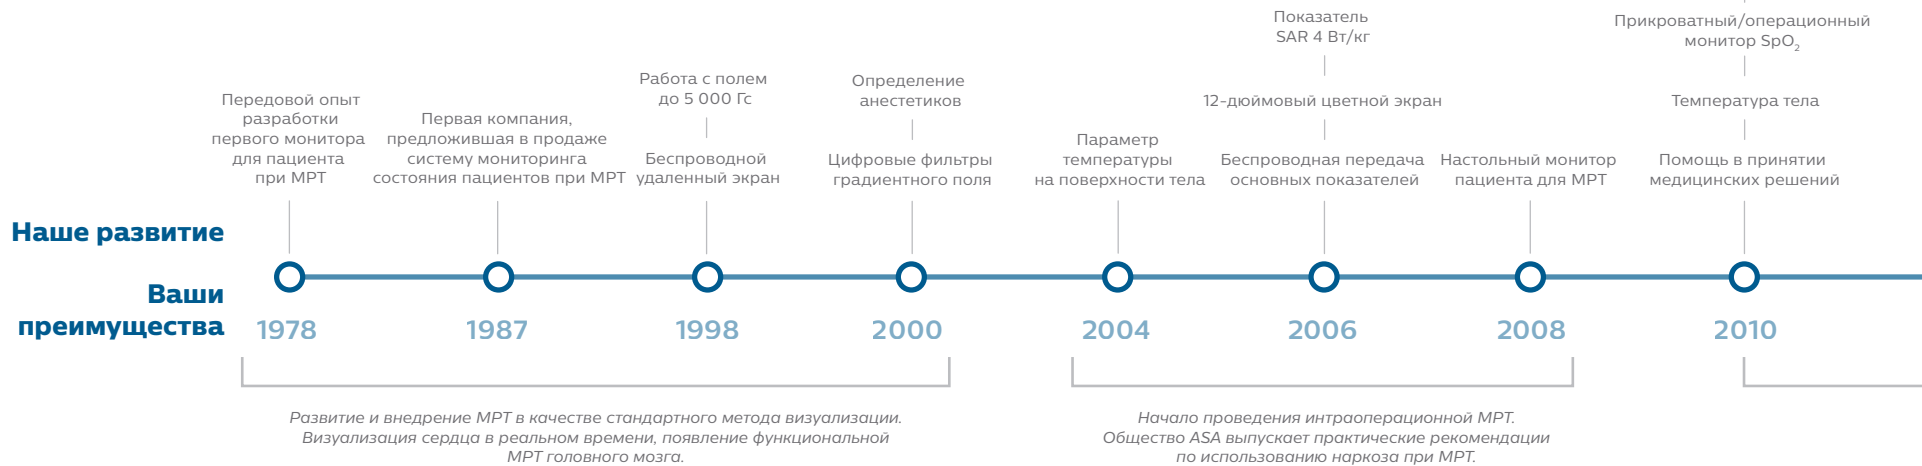 Передовой опыт
разработки
первого монитора
для пациента
при МРТ
Первая компания,
предложившая в продаже
систему мониторинга
состояния пациентов при МРТ
Работа с полем
до 5 000 Гс
Беспроводной
удаленный экран
Определение
анестетиков
Цифровые фильтры
градиентного поля
Параметр
температуры
на поверхности тела
Показатель
SAR 4 Вт/кг
12-дюймовый цветной экран
Беспроводная передача
основных показателей
Настольный монитор
пациента для МРТ
Прикроватный/операционный
монитор SpO₂
Температура тела
Помощь в принятии
медицинских решений
Наше развитие
Ваши
преимущества
1978
1987
1998
2000
2004
2006
2008
2010
Развитие и внедрение МРТ в качестве стандартного метода визуализации.
Визуализация сердца в реальном времени, появление функциональной
МРТ головного мозга.
Начало проведения интраоперационной МРТ.
Общество ASA выпускает практические рекомендации
по использованию наркоза при МРТ.